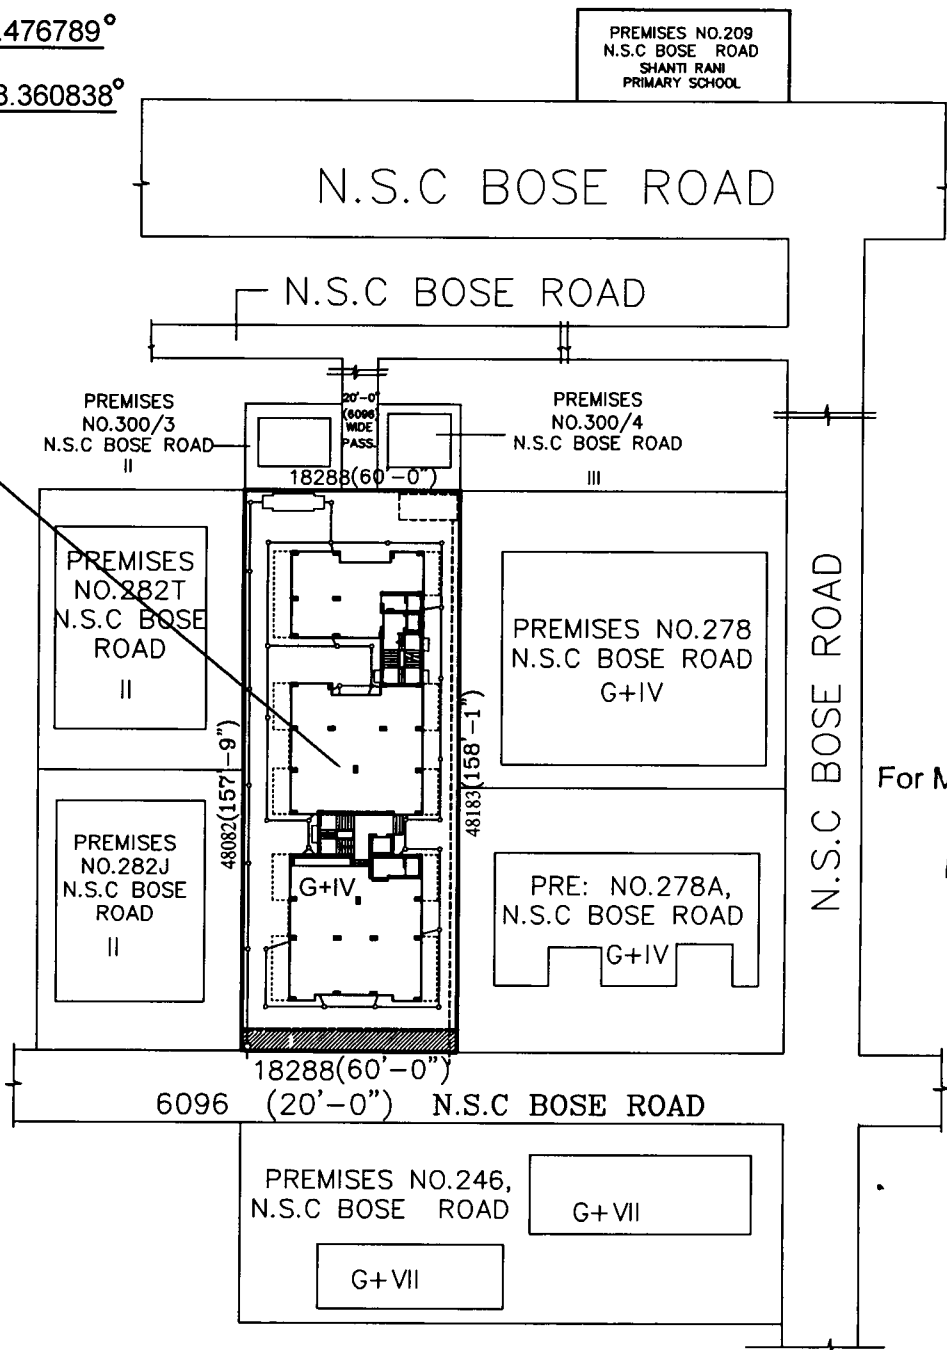 .476789°
PREMISES NO.209
N.S.C BOSE ROAD
SHANTI RANI
PRIMARY SCHOOL
3.360838°
N.S.C BOSE ROAD
N.S.C BOSE ROAD
PREMISES
NO.300/3
N.S.C BOSE ROAD
II
20'-0"
(6096)
WIDE
PASS.
PREMISES
NO.300/4
N.S.C BOSE ROAD
III
18288(60'-0")
PREMISES
NO.282T
N.S.C BOSE
ROAD
II
PREMISES NO.278
N.S.C BOSE ROAD
G+IV
N.S.C BOSE ROAD
48082(157'-9")
48183(158'-1")
For M
PREMISES
NO.282J
N.S.C BOSE
ROAD
II
G+IV
PRE: NO.278A,
N.S.C BOSE ROAD
G+IV
18288(60'-0")
6096 (20'-0") N.S.C BOSE ROAD
PREMISES NO.246,
N.S.C BOSE ROAD
G+VII
G+VII